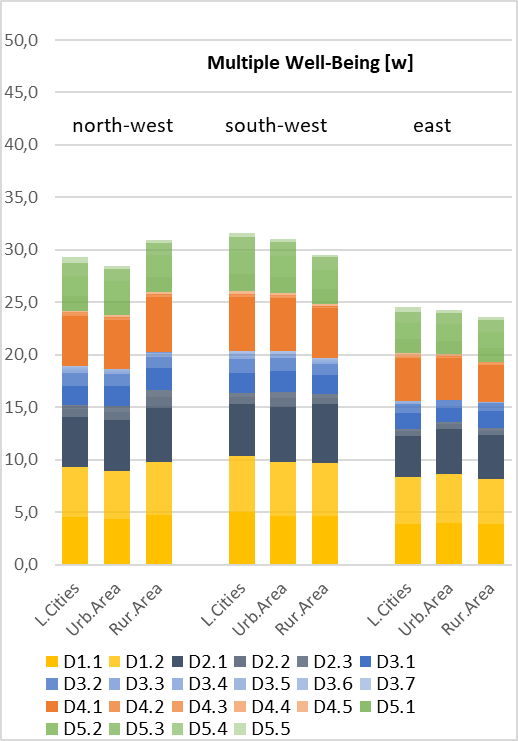 50,0
Multiple Well-Being [w]
45,0
40,0
north-west south-west east
35,0
30,0
25,0
20,0
15,0
10,0
5,0
0,0
L.Cities Urb.Area Rur.Area L.Cities Urb.Area Rur.Area L.Cities Urb.Area Rur.Area
D1.1 D1.2 D2.1 D2.2 D2.3 D3.1
D3.2 D3.3 D3.4 D3.5 D3.6 D3.7
D4.1 D4.2 D4.3 D4.4 D4.5 D5.1
D5.2 D5.3 D5.4 D5.5